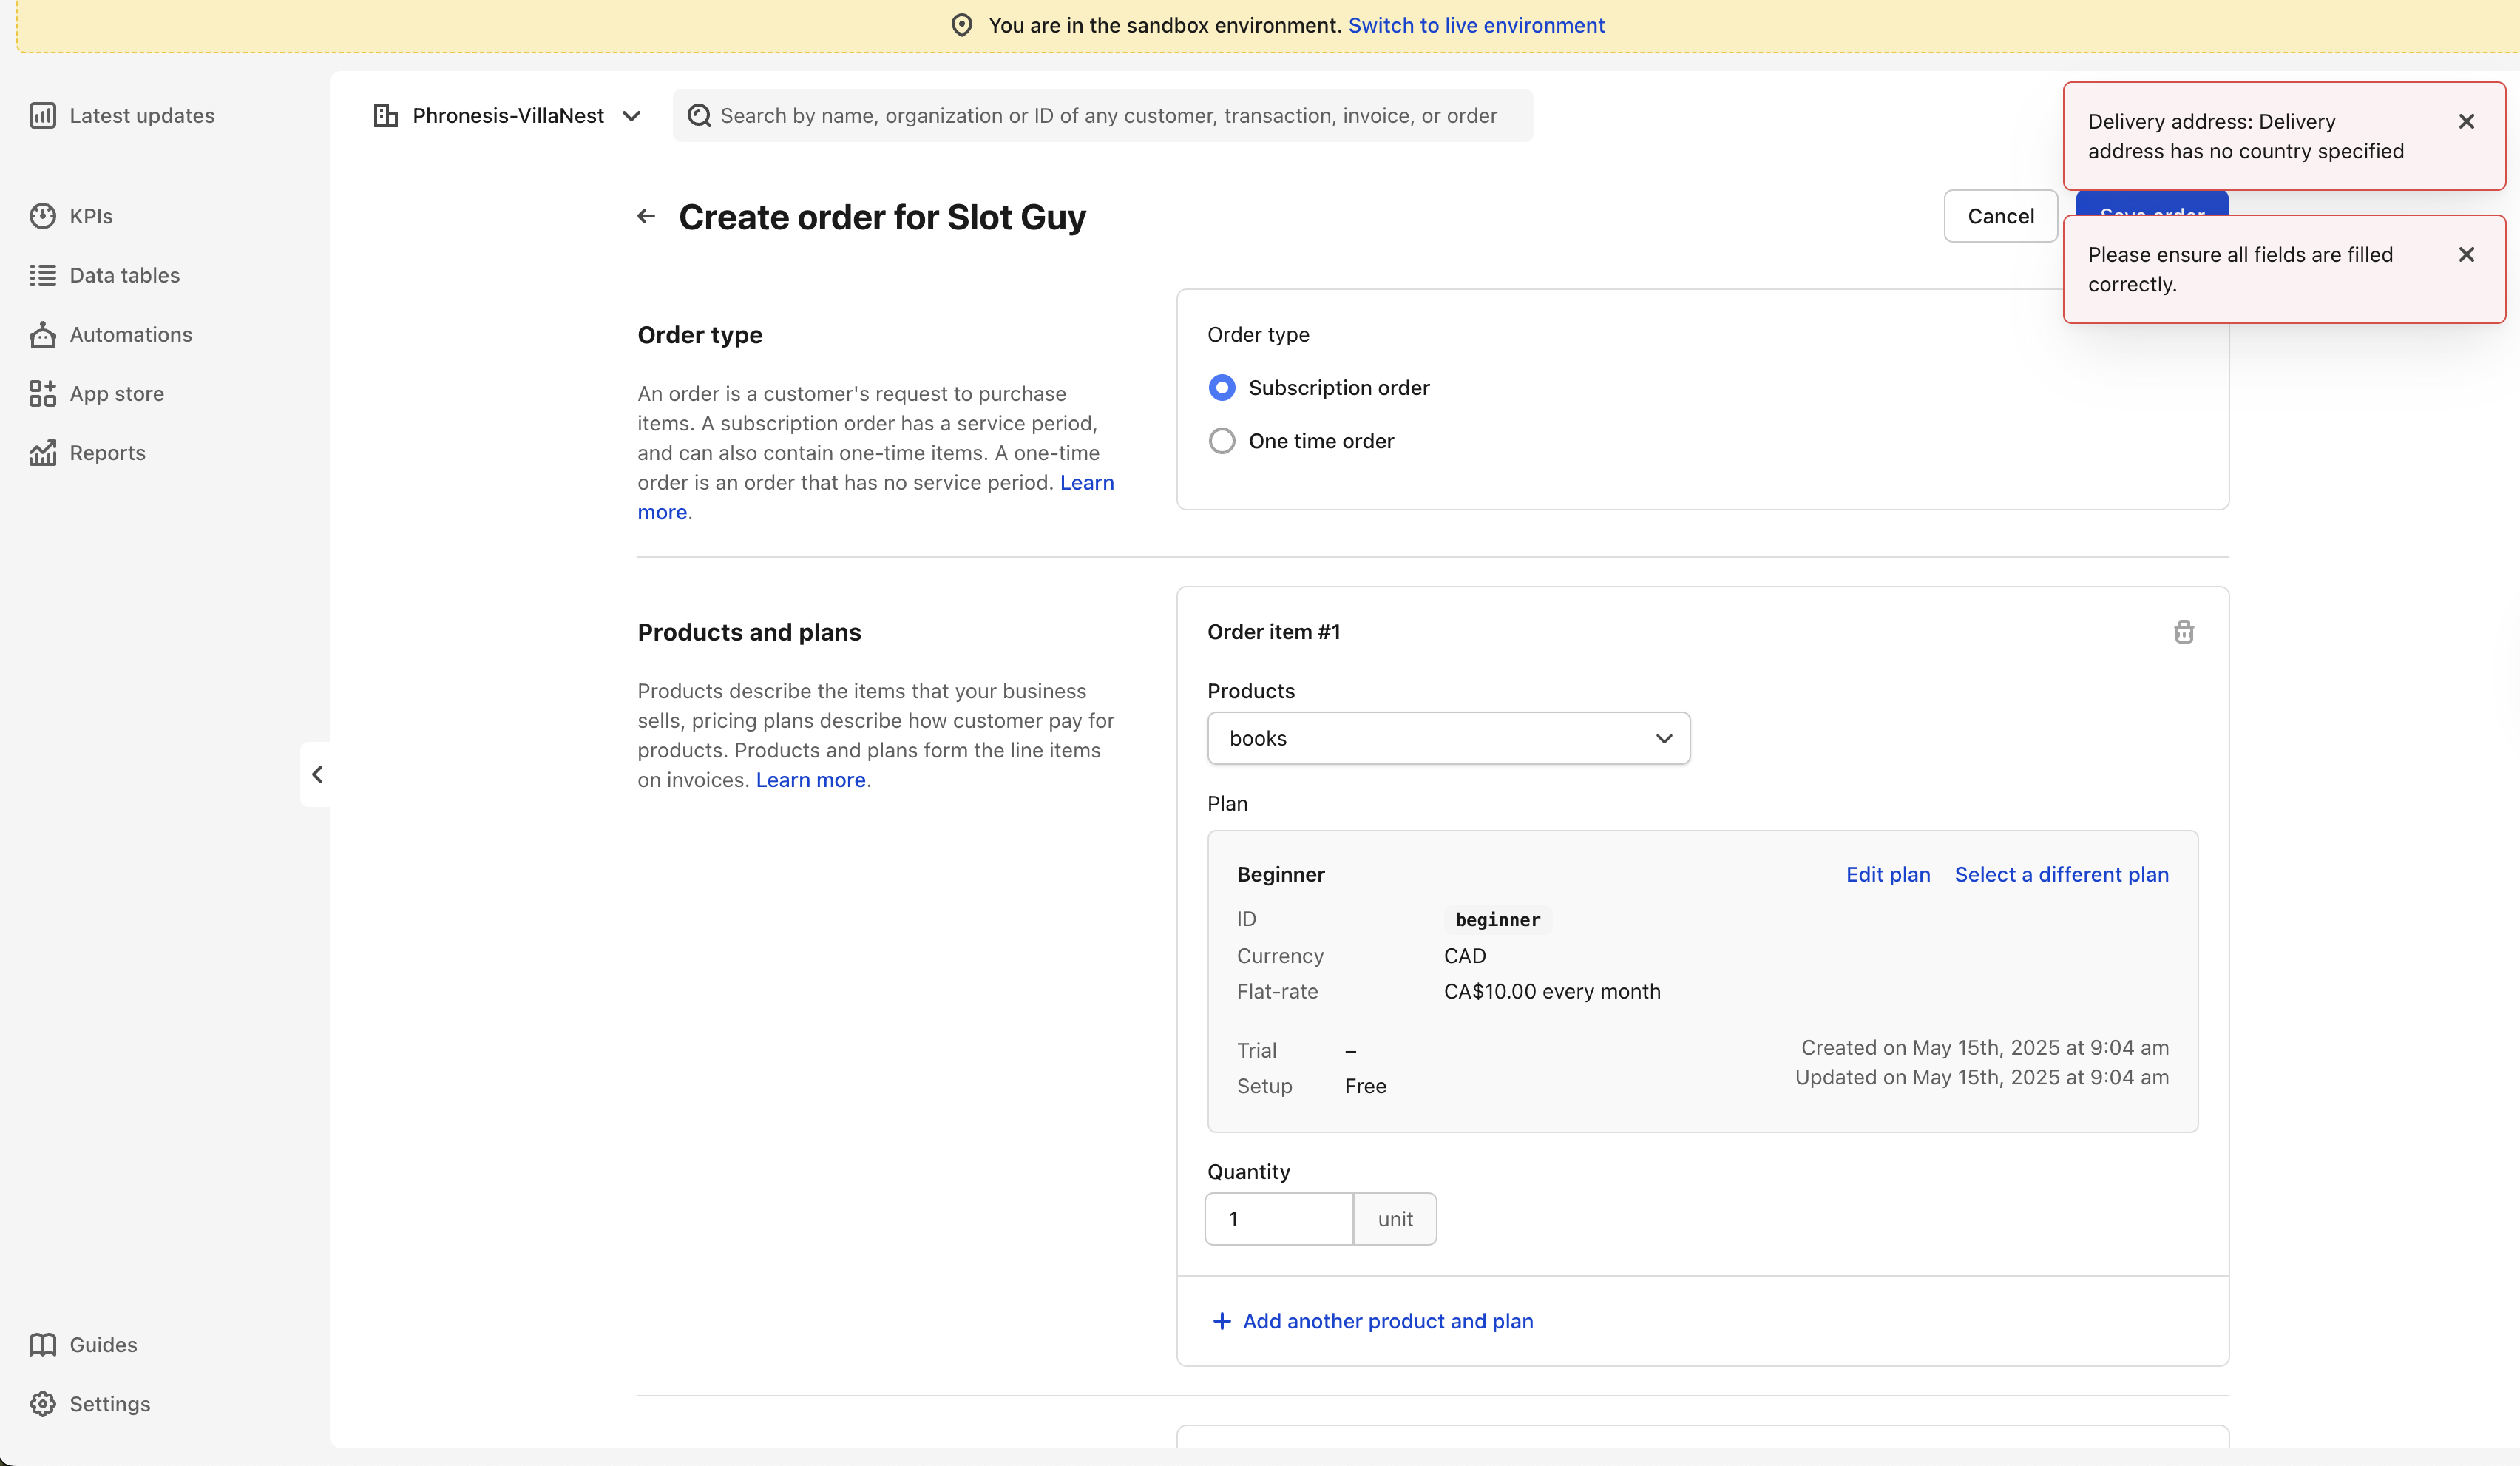 You are in the sandbox environment. Switch to live environment
Latest updates
KPIs
Data tables
Automations
App store
Reports
Guides
Settings
Phronesis-VillaNest
Search by name, organization or ID of any customer, transaction, invoice, or order
Delivery address: Delivery
address has no country specified
Create order for Slot Guy
Cancel
Save order
Please ensure all fields are filled
correctly.
Order type
An order is a customer's request to purchase
items. A subscription order has a service period,
and can also contain one-time items. A one-time
order is an order that has no service period. Learn
more.
Order type
Subscription order
One time order
Products and plans
Products describe the items that your business
sells, pricing plans describe how customer pay for
products. Products and plans form the line items
on invoices. Learn more.
Order item #1
Products
books
Plan
Beginner
Edit plan
Select a different plan
ID
beginner
Currency
CAD
Flat-rate
CA$10.00 every month
Trial
–
Setup
Free
Created on May 15th, 2025 at 9:04 am
Updated on May 15th, 2025 at 9:04 am
Quantity
1
unit
Add another product and plan